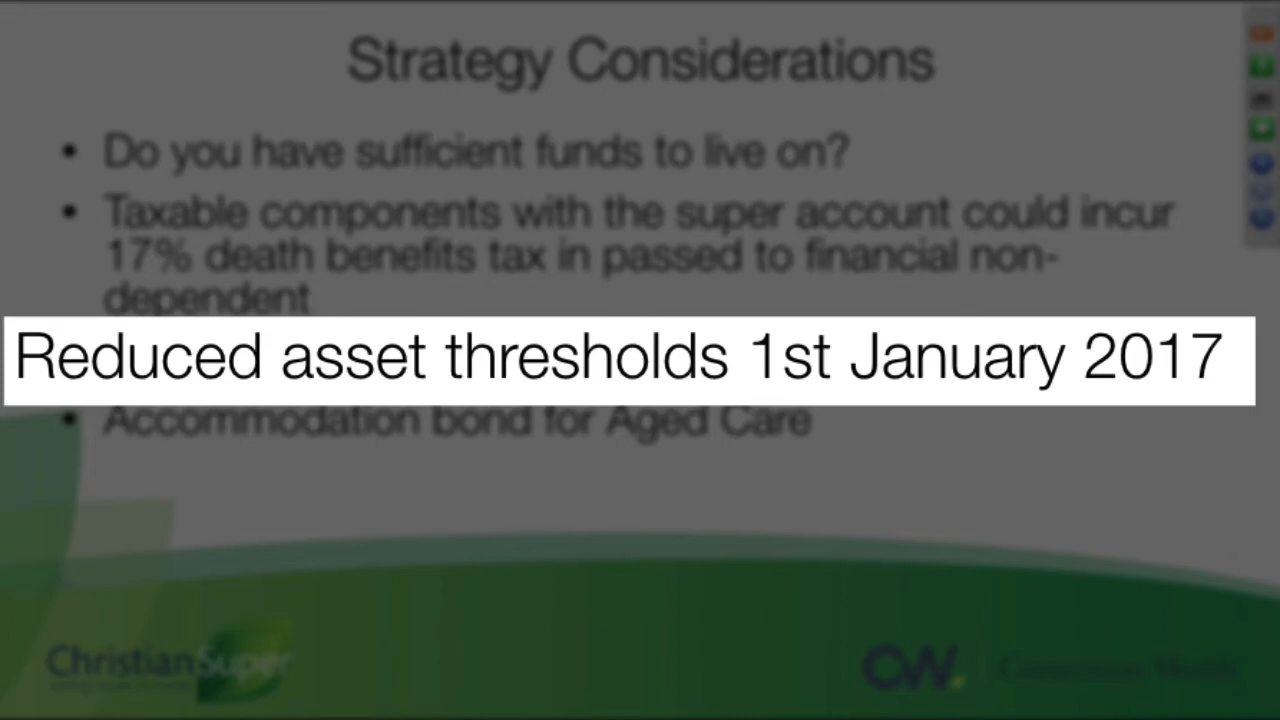 Strategy Considerations
• Do you have sufficient funds to live on?
• Taxable components with the super account could incur
17% death benefits tax in passed to financial non-
dependent
Reduced asset thresholds 1st January 2017
• Accommodation bond for Aged Care
ChristianSuper
CW.